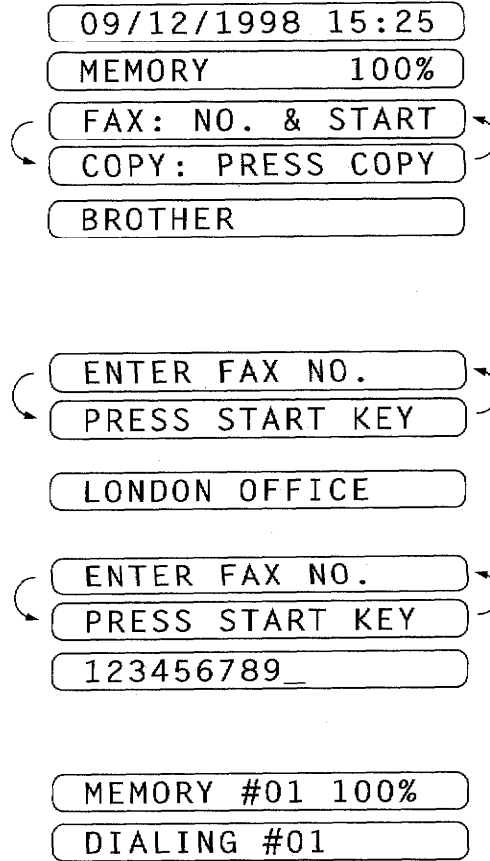 09/12/1998 15:25
MEMORY 100%
FAX: NO. & START
COPY: PRESS COPY
BROTHER
ENTER FAX NO.
PRESS START KEY
LONDON OFFICE
ENTER FAX NO.
PRESS START KEY
123456789_
MEMORY #01 100%
DIALING #01